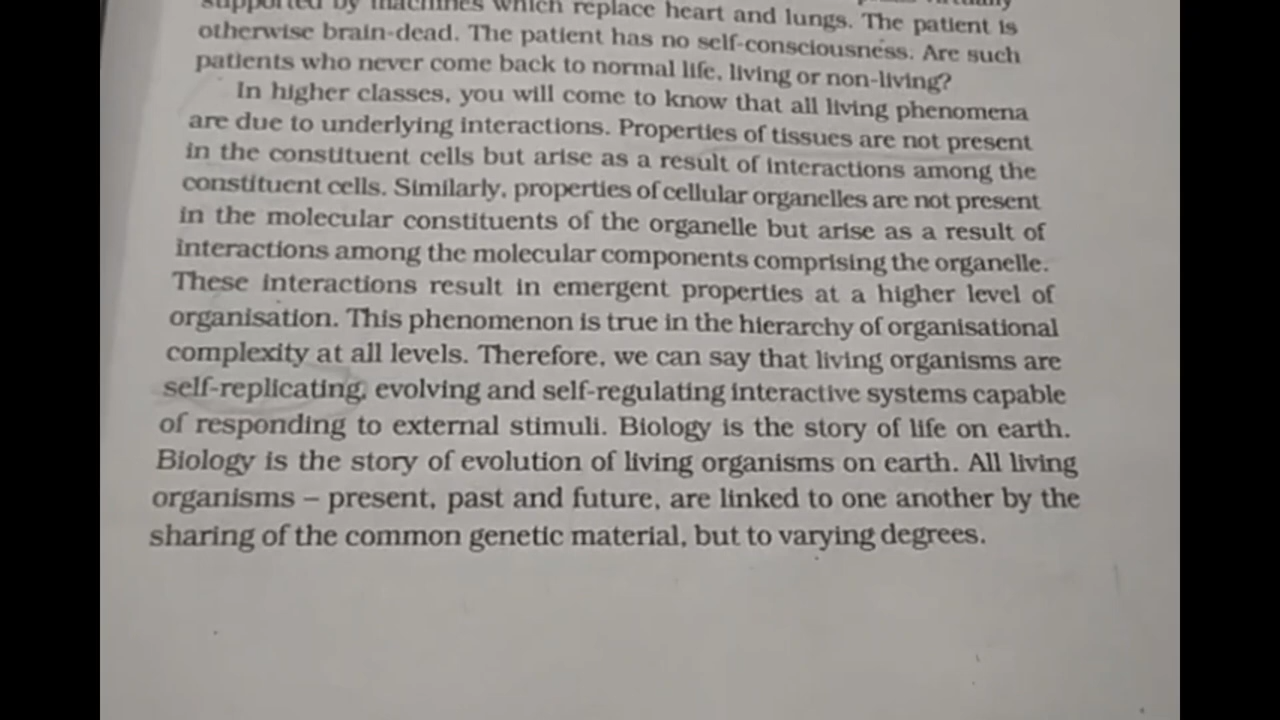 supported by machines which replace heart and lungs. The patient is
otherwise brain-dead. The patient has no self-consciousness. Are such
patients who never come back to normal life, living or non-living?
In higher classes, you will come to know that all living phenomena
are due to underlying interactions. Properties of tissues are not present
in the constituent cells but arise as a result of interactions among the
constituent cells. Similarly, properties of cellular organelles are not present
in the molecular constituents of the organelle but arise as a result of
interactions among the molecular components comprising the organelle.
These interactions result in emergent properties at a higher level of
organisation. This phenomenon is true in the hierarchy of organisational
complexity at all levels. Therefore, we can say that living organisms are
self-replicating, evolving and self-regulating interactive systems capable
of responding to external stimuli. Biology is the story of life on earth.
Biology is the story of evolution of living organisms on earth. All living
organisms – present, past and future, are linked to one another by the
sharing of the common genetic material, but to varying degrees.